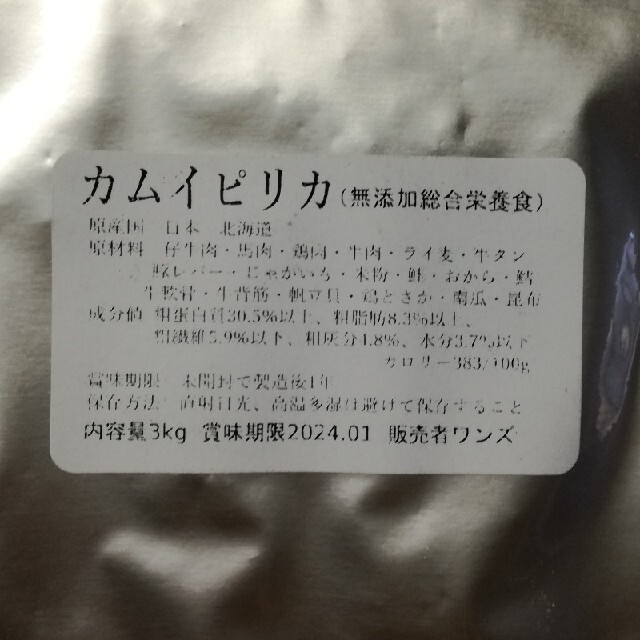 カムイピリカ(無添加総合栄養食)
原産国 日本 北海道
原材料 仔牛肉・馬肉・鶏肉・牛肉・ライ麦・牛タン
豚レバー・じゃがいも・米粉・鮭・おから・鱈
牛軟骨・牛背筋・帆立貝・鶏とさか・南瓜・昆布
成分値 粗蛋白質30.5%以上、粗脂肪8.3%以上、
粗繊維5.9%以下、粗灰分4.8%、水分3.7%以下
カロリー383/100g
賞味期限 未開封で製造後1年
保存方法 直射日光、高温多湿は避けて保存すること
内容量3kg 賞味期限2024.01 販売者ワンズ